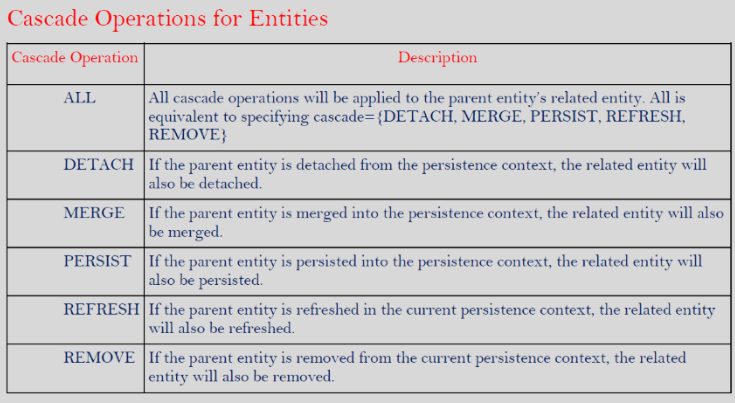 Cascade Operations for Entities
Cascade Operation Description
ALL All cascade operations will be applied to the parent entity's related entity. All is
equivalent to specifying cascade={DETACH, MERGE, PERSIST, REFRESH,
REMOVE}
DETACH If the parent entity is detached from the persistence context, the related entity will
also be detached.
MERGE If the parent entity is merged into the persistence context, the related entity will also
be merged.
PERSIST If the parent entity is persisted into the persistence context, the related entity will
also be persisted.
REFRESH If the parent entity is refreshed in the current persistence context, the related entity
will also be refreshed.
REMOVE If the parent entity is removed from the current persistence context, the related
entity will also be removed.